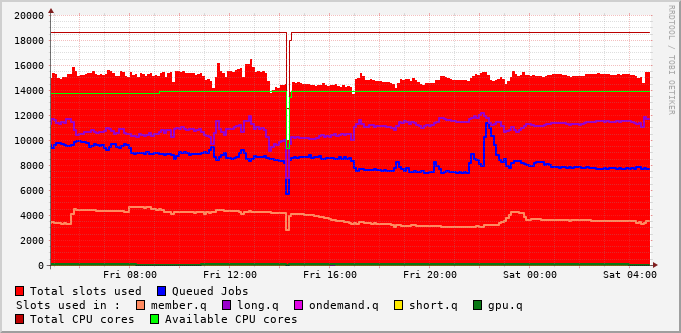 20000
18000
16000
14000
12000
10000
8000
6000
4000
2000
0
Fri 08:00 Fri 12:00 Fri 16:00 Fri 20:00 Sat 00:00 Sat 04:00
RRDTOOL / TOBI OETIKER
Total slots used Queued Jobs
Slots used in : member.q long.q ondemand.q short.q gpu.q
Total CPU cores Available CPU cores